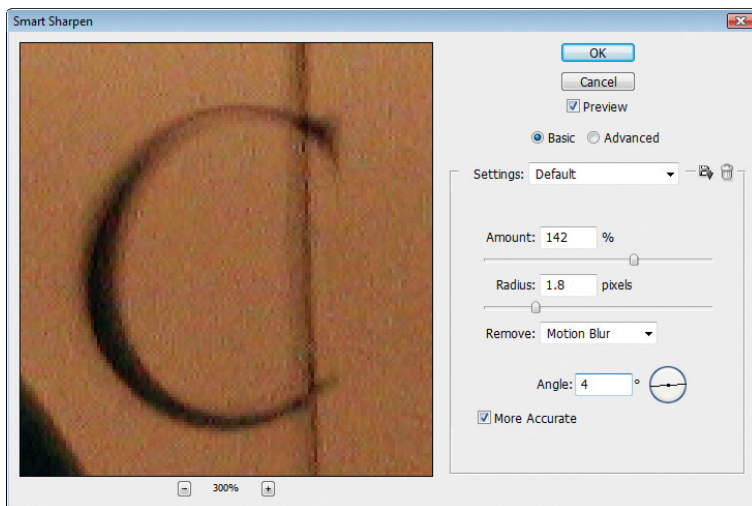 Smart Sharpen
C
OK
Cancel
Preview
Basic Advanced
Settings: Default
Amount: 142 %
Radius: 1.8 pixels
Remove: Motion Blur
Angle: 4 °
More Accurate
- 300% +